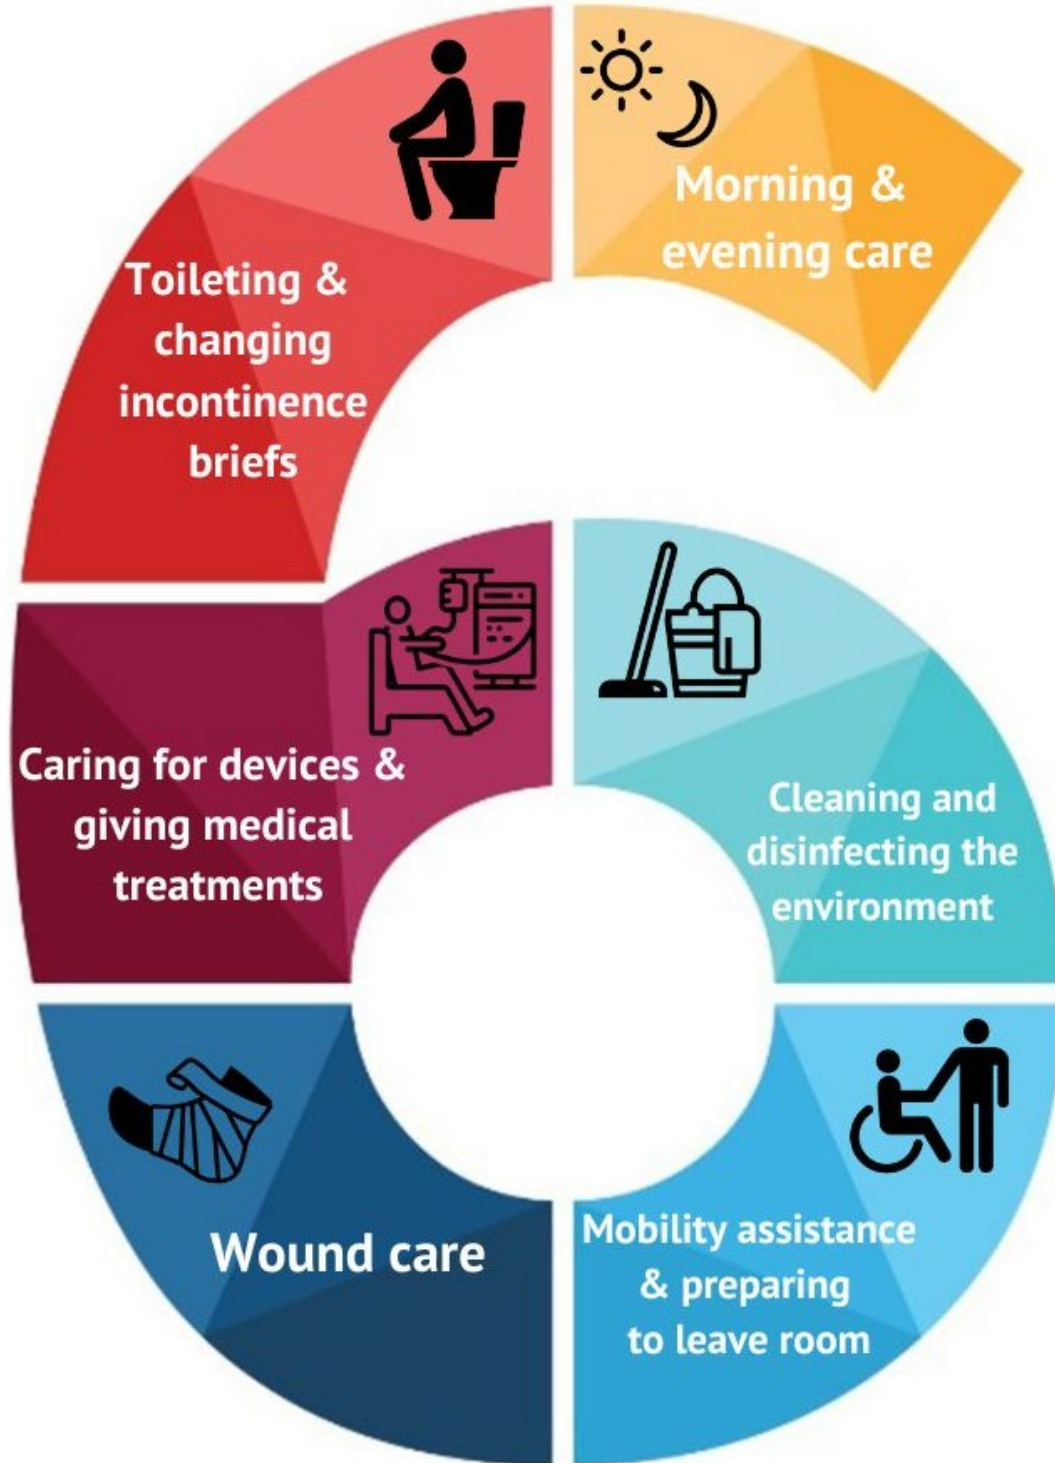 Morning &
evening care
Toileting &
changing
incontinence
briefs
Caring for devices &
giving medical
treatments
Cleaning and
disinfecting the
environment
Wound care
Mobility assistance
& preparing
to leave room